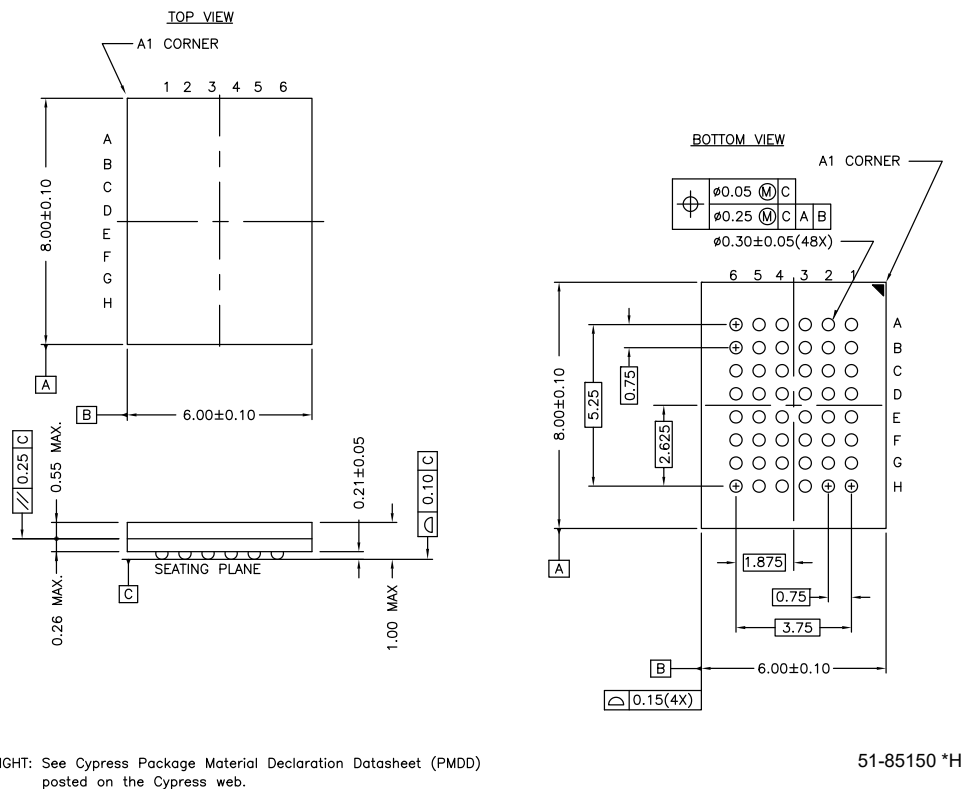 TOP VIEW
A1 CORNER
1 2 3 4 5 6
A
B
C
D
E
F
G
H
8.00±0.10
A
B
6.00±0.10
// 0.25 C
0.55 MAX.
0.21±0.05
0.10 C
SEATING PLANE
C
0.26 MAX.
1.00 MAX
BOTTOM VIEW
A1 CORNER
ø0.05 Ⓜ C
ø0.25 Ⓜ C A B
ø0.30±0.05(48X)
6 5 4 3 2 1
A
B
C
D
E
F
G
H
8.00±0.10
5.25
0.75
2.625
A
1.875
0.75
3.75
B
6.00±0.10
0.15(4X)
IGHT: See Cypress Package Material Declaration Datasheet (PMDD)
posted on the Cypress web.
51-85150 *H